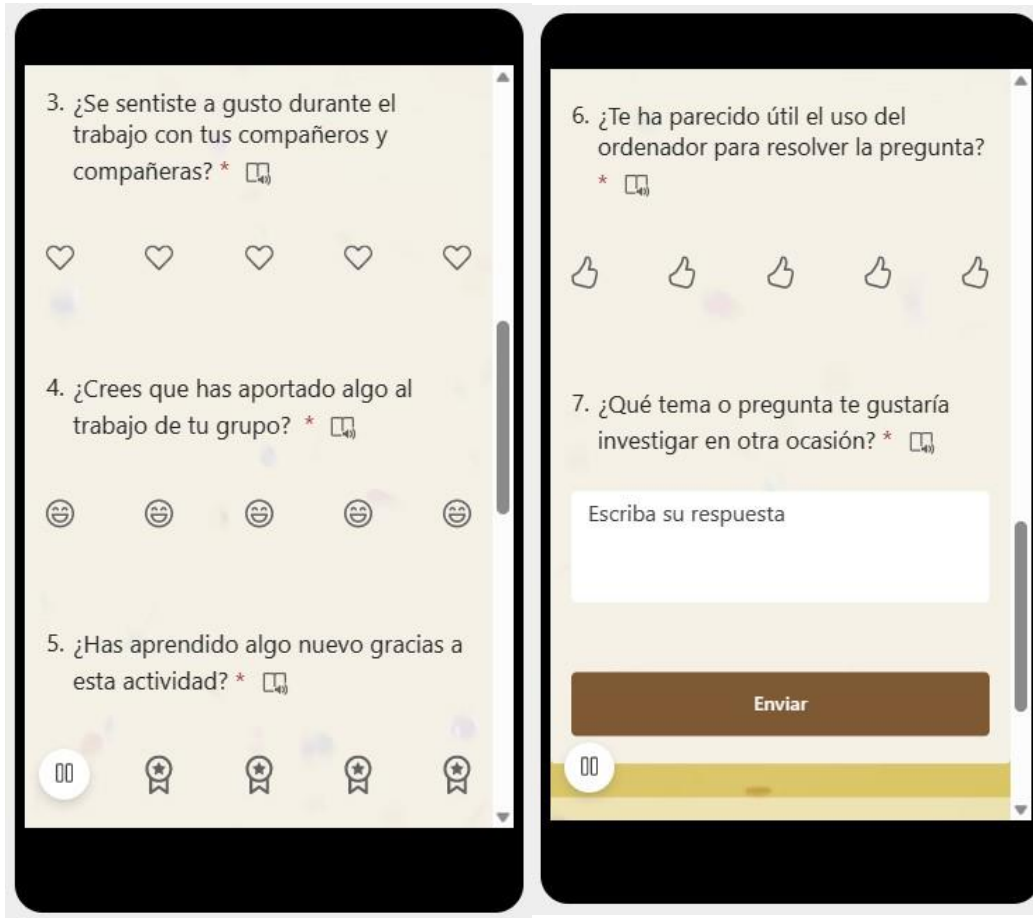 3. ¿Se sentiste a gusto durante el
trabajo con tus compañeros y
compañeras? *
4. ¿Crees que has aportado algo al
trabajo de tu grupo? *
5. ¿Has aprendido algo nuevo gracias a
esta actividad? *
6. ¿Te ha parecido útil el uso del
ordenador para resolver la pregunta?
*
7. ¿Qué tema o pregunta te gustaría
investigar en otra ocasión? *
Escriba su respuesta
Enviar